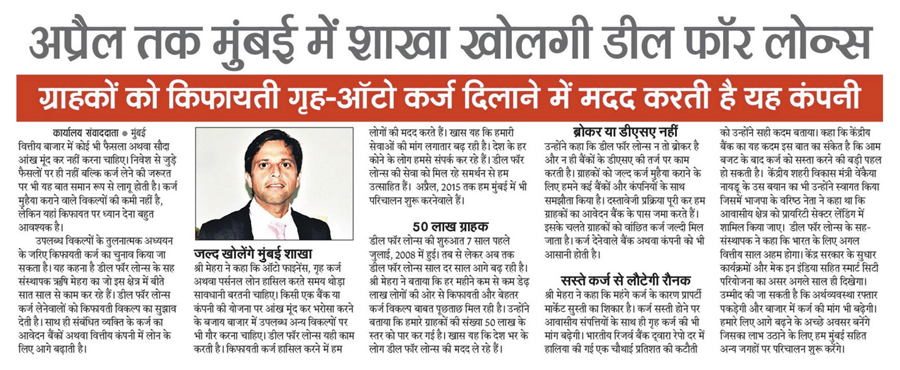 अप्रैल तक मुंबई में शाखा खोलगी डील फॉर लोन्स
ग्राहकों को किफायती गृह-ऑटो कर्ज दिलाने में मदद करती है यह कंपनी
कार्यालय संवाददाता ● मुंबई
वित्तीय बाजार में कोई भी फैसला अथवा सौदा
आंख मूंद कर नहीं करना चाहिए। निवेश से जुड़े
फैसलों पर ही नहीं बल्कि कर्ज लेने की जरूरत
पर भी यह बात समान रूप से लागू होती है। कर्ज
मुहैया कराने वाले विकल्पों की कमी नहीं है,
लेकिन यहां किफायत पर ध्यान देना बहुत
आवश्यक है।
उपलब्ध विकल्पों के तुलनात्मक अध्ययन
के जरिए किफायती कर्ज का चुनाव किया जा
सकता है। यह कहना है डील फॉर लोन्स के सह
संस्थापक ऋषि मेहरा का जो इस क्षेत्र में बीते
सात साल से काम कर रहे हैं। डील फॉर लोन्स
कर्ज लेनेवालों को किफायती विकल्प का सुझाव
देती है। साथ ही संबंधित व्यक्ति के कर्ज का
आवेदन बैंकों अथवा वित्तीय कंपनी में लोन के
लिए आगे बढ़ाती है।
जल्द खोलेंगे मुंबई शाखा
श्री मेहरा ने कहा कि ऑटो फाइनेंस, गृह कर्ज
अथवा पर्सनल लोन हासिल करते समय थोड़ा
सावधानी बरतनी चाहिए। किसी एक बैंक या
कंपनी की योजना पर आंख मूंद कर भरोसा करने
के बजाय बाजार में उपलब्ध अन्य विकल्पों पर
भी गौर करना चाहिए। डील फॉर लोन्स यही काम
करती है। किफायती कर्ज हासिल करने में हम
लोगों की मदद करते हैं। खास यह कि हमारी
सेवाओं की मांग लगातार बढ़ रही है। देश के हर
कोने के लोग हमसे संपर्क कर रहे हैं। डील फॉर
लोन्स की सेवा को मिल रहे समर्थन से हम
उत्साहित हैं। अप्रैल, 2015 तक हम मुंबई में भी
परिचालन शुरू करनेवाले हैं।
50 लाख ग्राहक
डील फॉर लोन्स की शुरुआत 7 साल पहले
जुलाई, 2008 में हुई। तब से लेकर अब तक
डील फॉर लोन्स साल दर साल आगे बढ़ रही है।
श्री मेहरा ने बताया कि हर महीने कम से कम डेढ़
लाख लोगों की ओर से किफायती और बेहतर
कर्ज विकल्प बाबत पूछताछ मिल रही है। उन्होंने
बताया कि हमारे ग्राहकों की संख्या 50 लाख के
स्तर को पार कर गई है। खास यह कि देश भर के
लोग डील फॉर लोन्स की मदद ले रहे हैं।
ब्रोकर या डीएसए नहीं
उन्होंने कहा कि डील फॉर लोन्स न तो ब्रोकर है
और न ही बैंकों के डीएसए की तर्ज पर काम
करती है। ग्राहकों को जल्द कर्ज मुहैया कराने के
लिए हमने कई बैंकों और कंपनियों के साथ
समझौता किया है। दस्तावेजी प्रक्रिया पूरी कर हम
ग्राहकों का आवेदन बैंक के पास जमा करते हैं।
इसके चलते ग्राहकों को वांछित कर्ज जल्दी मिल
जाता है। कर्ज देनेवाले बैंक अथवा कंपनी को भी
आसानी होती है।
सस्ते कर्ज से लौटेगी रौनक
श्री मेहरा ने कहा कि महगे कर्ज के कारण प्रापर्टी
मार्केट सुस्ती का शिकार है। कर्ज सस्ती होने पर
आवासीय संपत्तियों के साथ ही गृह कर्ज की भी
मांग बढ़ेगी। भारतीय रिजर्व बैंक द्वारा रेपो दर में
हालिया की गई एक चौथाई प्रतिशत की कटौती
को उन्होंने सही कदम बताया। कहा कि केंद्रीय
बैंक का यह कदम इस बात का संकेत है कि आम
बजट के बाद कर्ज को सस्ता करने की बड़ी पहल
हो सकती है। केंद्रीय शहरी विकास मंत्री वेंकैया
नायडू के उस बयान का भी उन्होंने स्वागत किया
जिसमें भाजपा के वरिष्ठ नेता ने कहा था कि
आवासीय क्षेत्र को प्रायरिटी सेक्टर लेंडिंग में
शामिल किया जाए। डील फॉर लोन्स के सह-
संस्थापक ने कहा कि भारत के लिए अगल
वित्तीय साल अहम होगा। केंद्र सरकार के सुधार
कार्यक्रमों और मेक इन इंडिया सहित स्मार्ट सिटी
परियोजना का असर अगले साल ही दिखेगा।
उम्मीद की जा सकती है कि अर्थव्यवस्था रफ्तार
पकड़ेगी और बाजार में कर्ज की मांग भी बढ़ेगी।
हमारे लिए आगे बढ़ने के अच्छे अवसर बनेंगे
जिसका लाभ उठाने के लिए हम मुंबई सहित
अन्य जगहों पर परिचालन शुरू करेंगे।